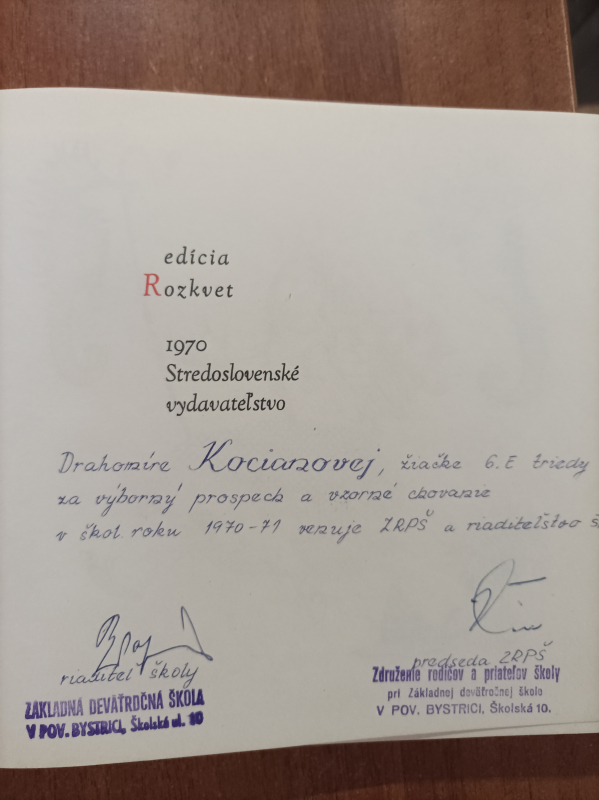 edícia
Rozkvet
1970
Stredoslovenské
vydavateľstvo
Drahomíre Kocianovej, žiačke 6. E triedy
za výborný prospech a vzorné chovanie
v škol. roku 1970-71 venuje ZRPŠ a riaditeľstvo š
riaditeľ školy
ZÁKLADNÁ DEVÄŤROČNÁ ŠKOLA
V POV. BYSTRICI, Školská ul. 10
predseda ZRPŠ
Združenie rodičov a priateľov školy
pri Základnej deväťročnej škole
V POV. BYSTRICI, Školská 10.